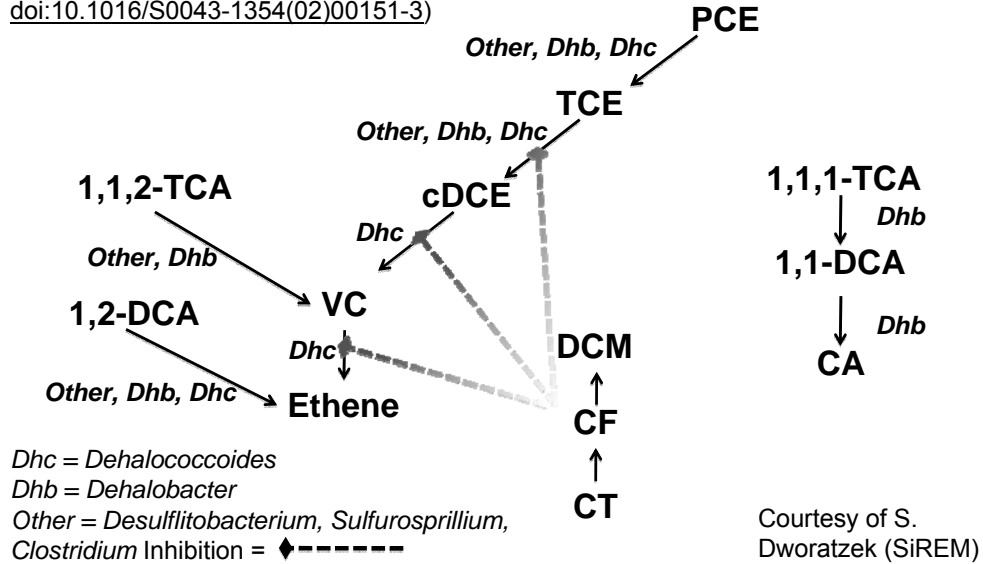 doi:10.1016/S0043-1354(02)00151-3)
PCE
Other, Dhb, Dhc
TCE
Other, Dhb, Dhc
1,1,2-TCA
cDCE
1,1,1-TCA
Dhb
Dhc
Other, Dhb
1,1-DCA
1,2-DCA
VC
Dhb
Dhc
DCM
CA
Other, Dhb, Dhc
Ethene
CF
Dhc = Dehalococcoides
Dhb = Dehalobacter
CT
Other = Desulflitobacterium, Sulfurosprillium,
Clostridium Inhibition =
Courtesy of S.
Dworatzek (SiREM)